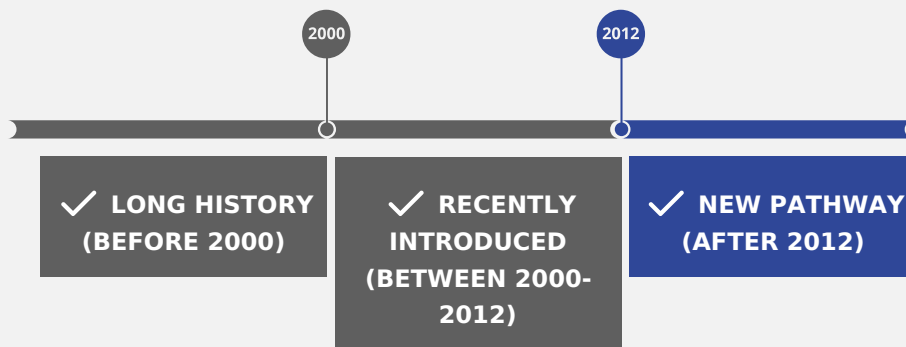 2000
2012
LONG HISTORY
(BEFORE 2000)
RECENTLY
INTRODUCED
(BETWEEN 2000-
2012)
NEW PATHWAY
(AFTER 2012)